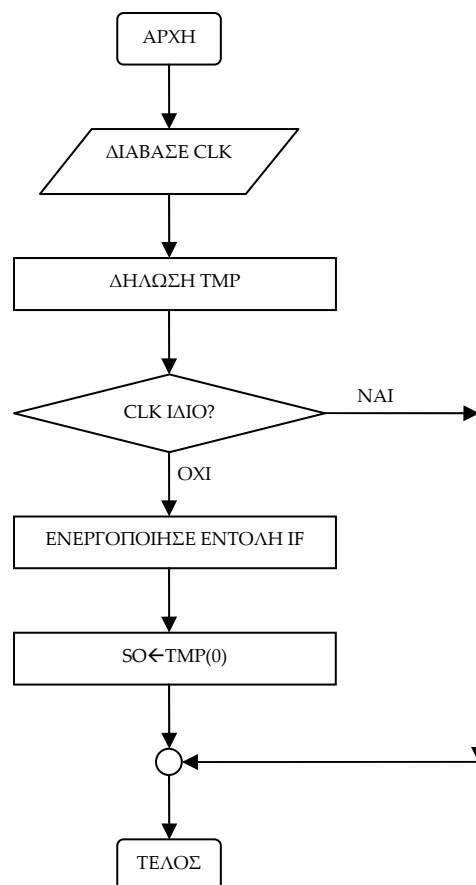 ΑΡΧΗ
ΔΙΑΒΑΣΕ CLK
ΔΗΛΩΣΗ TMP
CLK ΙΔΙΟ?
ΝΑΙ
ΟΧΙ
ΕΝΕΡΓΟΠΟΙΗΣΕ ΕΝΤΟΛΗ IF
SO←TMP(0)
ΤΕΛΟΣ